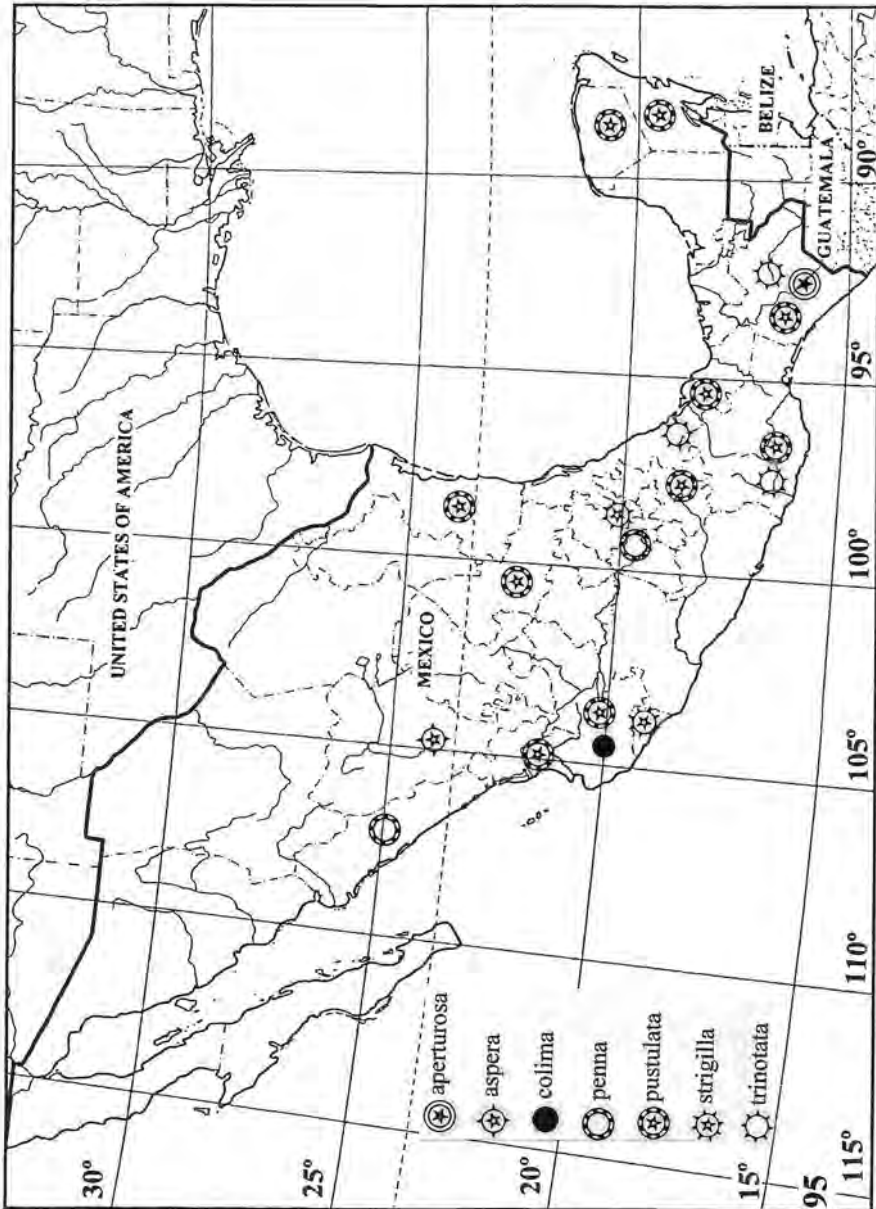 UNITED STATES OF AMERICA
MEXICO
BELIZE
GUATEMALA
30°
25°
20°
15°
95
115°
110°
105°
100°
95°
90°
aperturosa
aspera
colima
penna
pustulata
strigilla
trinotata